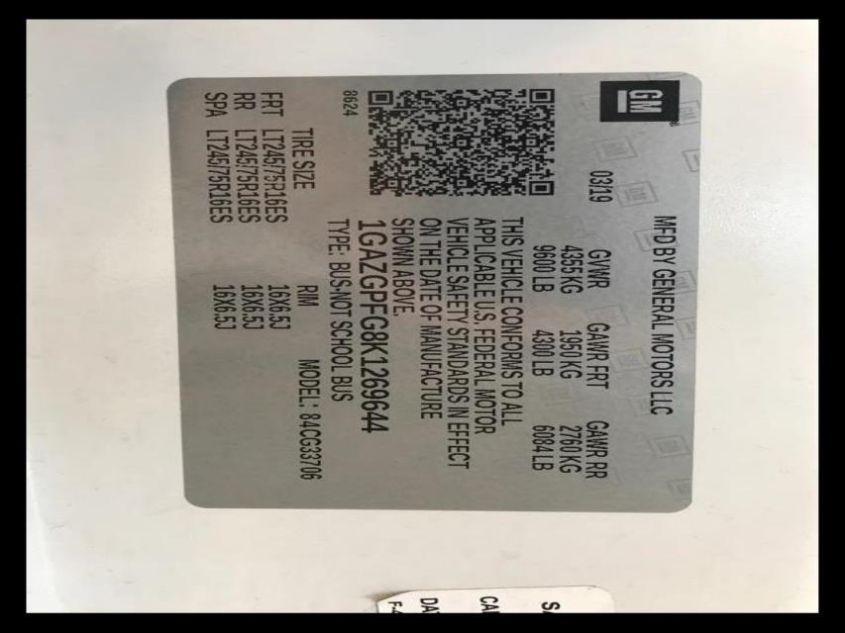 GM
MFD BY GENERAL MOTORS LLC
03/19 GVWR GAWR FRT GAWR RR
4355 KG 1950 KG 2760 KG
9600 LB 4300 LB 6084 LB
THIS VEHICLE CONFORMS TO ALL
APPLICABLE U.S. FEDERAL MOTOR
VEHICLE SAFETY STANDARDS IN EFFECT
ON THE DATE OF MANUFACTURE
SHOWN ABOVE.
1GAZGPFG8K1269644
TYPE: BUS-NOT SCHOOL BUS
8624
MODEL: 84CG33706
TIRE SIZE RIM
FRT LT245/75R16ES 16X6.5J
RR LT245/75R16ES 16X6.5J
SPA LT245/75R16ES 16X6.5J
SA
CA
DA